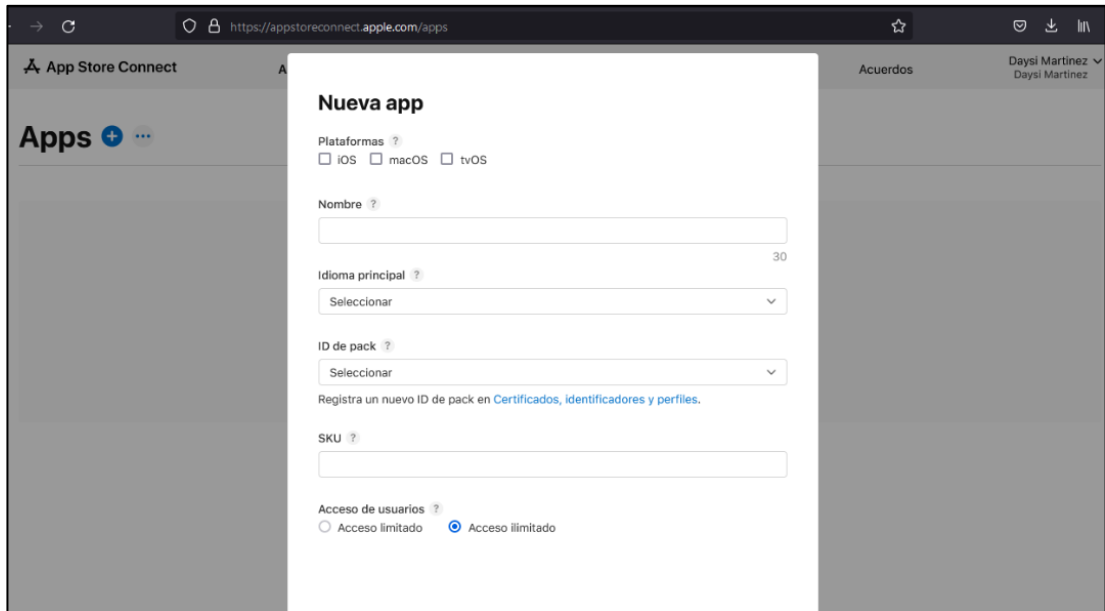 https://appstoreconnect.apple.com/apps
App Store Connect
A
Acuerdos
Daysi Martinez
Daysi Martinez
Apps
Nueva app
Plataformas ?
iOS macOS tvOS
Nombre ?
30
Idioma principal ?
Seleccionar
ID de pack ?
Seleccionar
Registra un nuevo ID de pack en Certificados, identificadores y perfiles.
SKU ?
Acceso de usuarios ?
Acceso limitado Acceso ilimitado